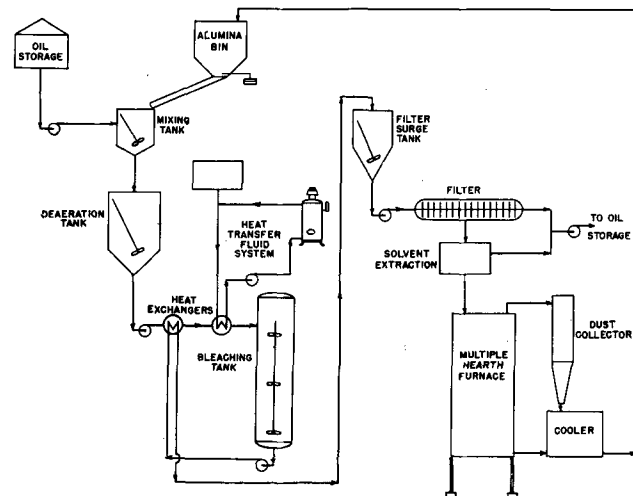 OIL
STORAGE
ALUMINA
BIN
MIXING
TANK
DEAERATION
TANK
HEAT
TRANSFER
FLUID
SYSTEM
HEAT
EXCHANGERS
BLEACHING
TANK
FILTER
SURGE
TANK
FILTER
TO OIL
STORAGE
SOLVENT
EXTRACTION
MULTIPLE
HEARTH
FURNACE
DUST
COLLECTOR
COOLER